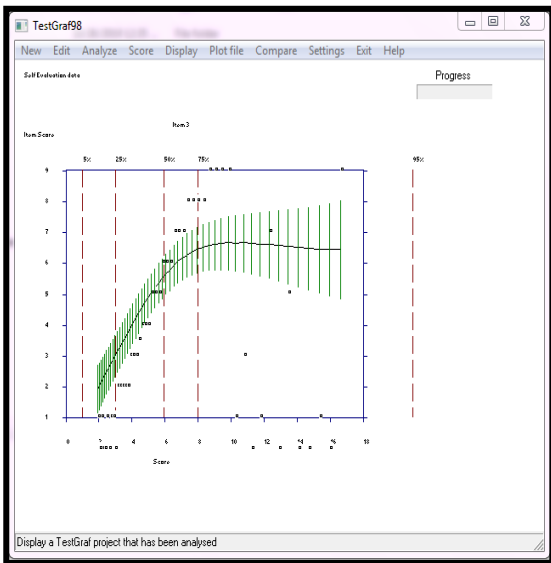 TestGraf98
New Edit Analyze Score Display Plot file Compare Settings Exit Help
Self Evaluation data
Progress
Item 3
Item Score
5% 25% 50% 75% 95%
9
8
7
6
5
4
3
2
1
0 2 4 6 8 10 12 14 16 18
Score
Display a TestGraf project that has been analysed